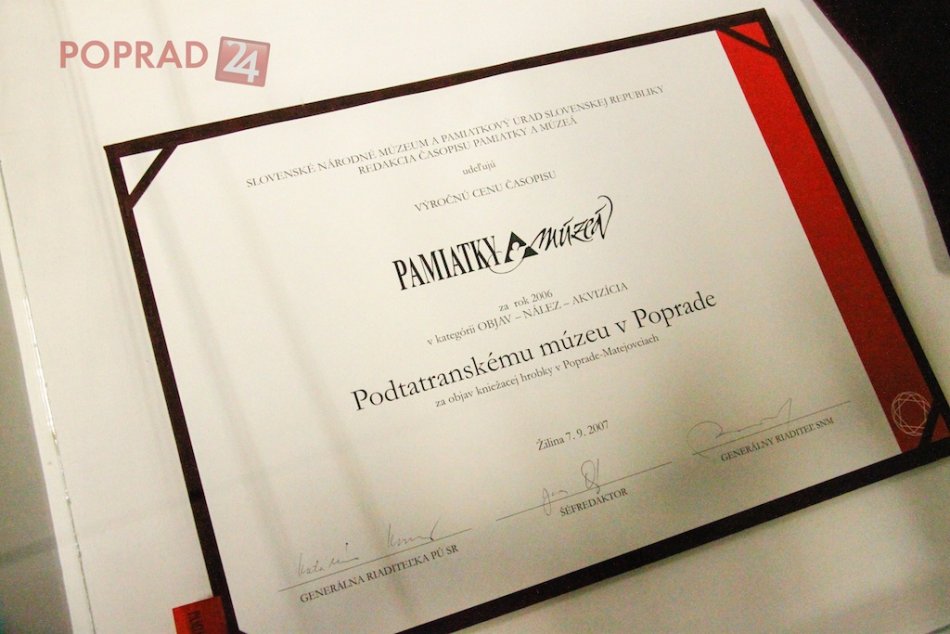 POPRAD 24
SLOVENSKÉ NÁRODNÉ MÚZEUM A PAMIATKOVÝ ÚRAD SLOVENSKEJ REPUBLIKY
REDAKCIA ČASOPISU PAMIATKY A MÚZEÁ
udeľujú
VÝROČNÚ CENU ČASOPISU
PAMIATKY A múzeá
za rok 2006
v kategórii OBJAV – NÁLEZ – AKVIZÍCIA
Podtatranskému múzeu v Poprade
za objav kniežacej hrobky v Poprade-Matejovciach
Žilina 7. 9. 2007
GENERÁLNY RIADITEĽ SNM
ŠÉFREDAKTOR
GENERÁLNA RIADITEĽKA PÚ SR